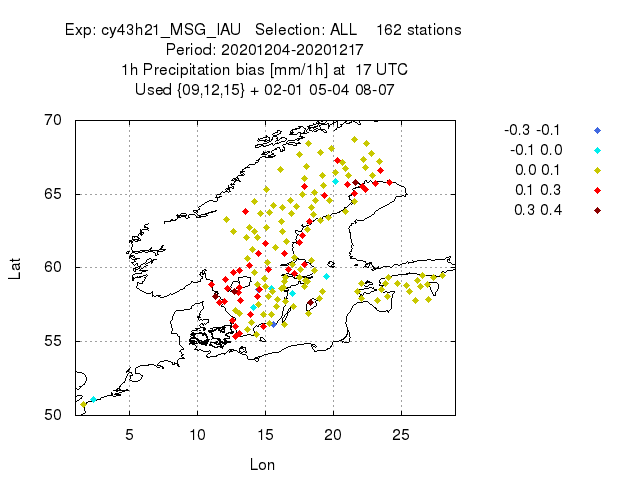 Exp: cy43h21_MSG_IAU Selection: ALL 162 stations
Period: 20201204-20201217
1h Precipitation bias [mm/1h] at 17 UTC
Used {09,12,15} + 02-01 05-04 08-07
-0.3 -0.1
-0.1 0.0
0.0 0.1
0.1 0.3
0.3 0.4
70
65
60
55
50
Lat
5 10 15 20 25
Lon